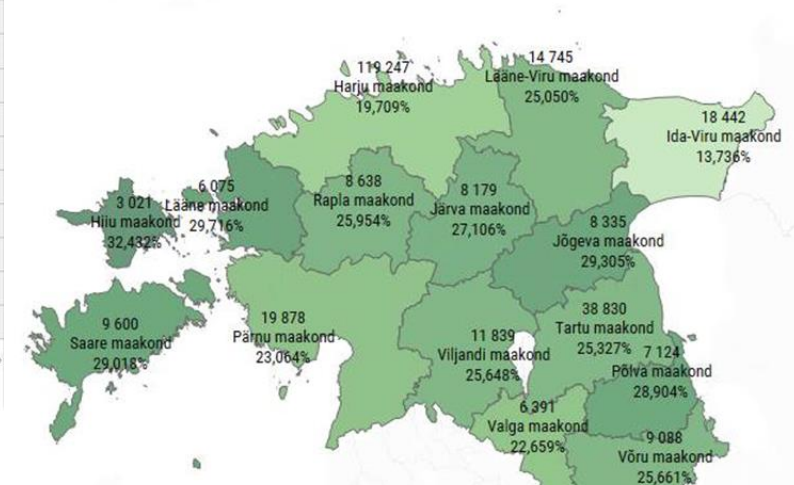 119 247
Harju maakond
19,709%
14 745
Lääne-Viru maakond
25,050%
18 442
Ida-Viru maakond
13,736%
3 021
Hiiu maakond
32,432%
6 075
Lääne maakond
29,716%
8 638
Rapla maakond
25,954%
8 179
Järva maakond
27,106%
8 335
Jõgeva maakond
29,305%
9 600
Saare maakond
29,018%
19 878
Pärnu maakond
23,064%
11 839
Viljandi maakond
25,648%
38 830
Tartu maakond
25,327%
7 124
Põlva maakond
28,904%
6 391
Valga maakond
22,659%
9 088
Võru maakond
25,661%